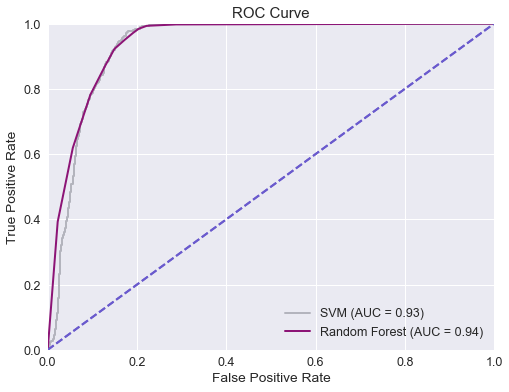 ROC Curve
1.0
0.8
0.6
0.4
0.2
0.0
True Positive Rate
SVM (AUC = 0.93)
Random Forest (AUC = 0.94)
0.0 0.2 0.4 0.6 0.8 1.0
False Positive Rate